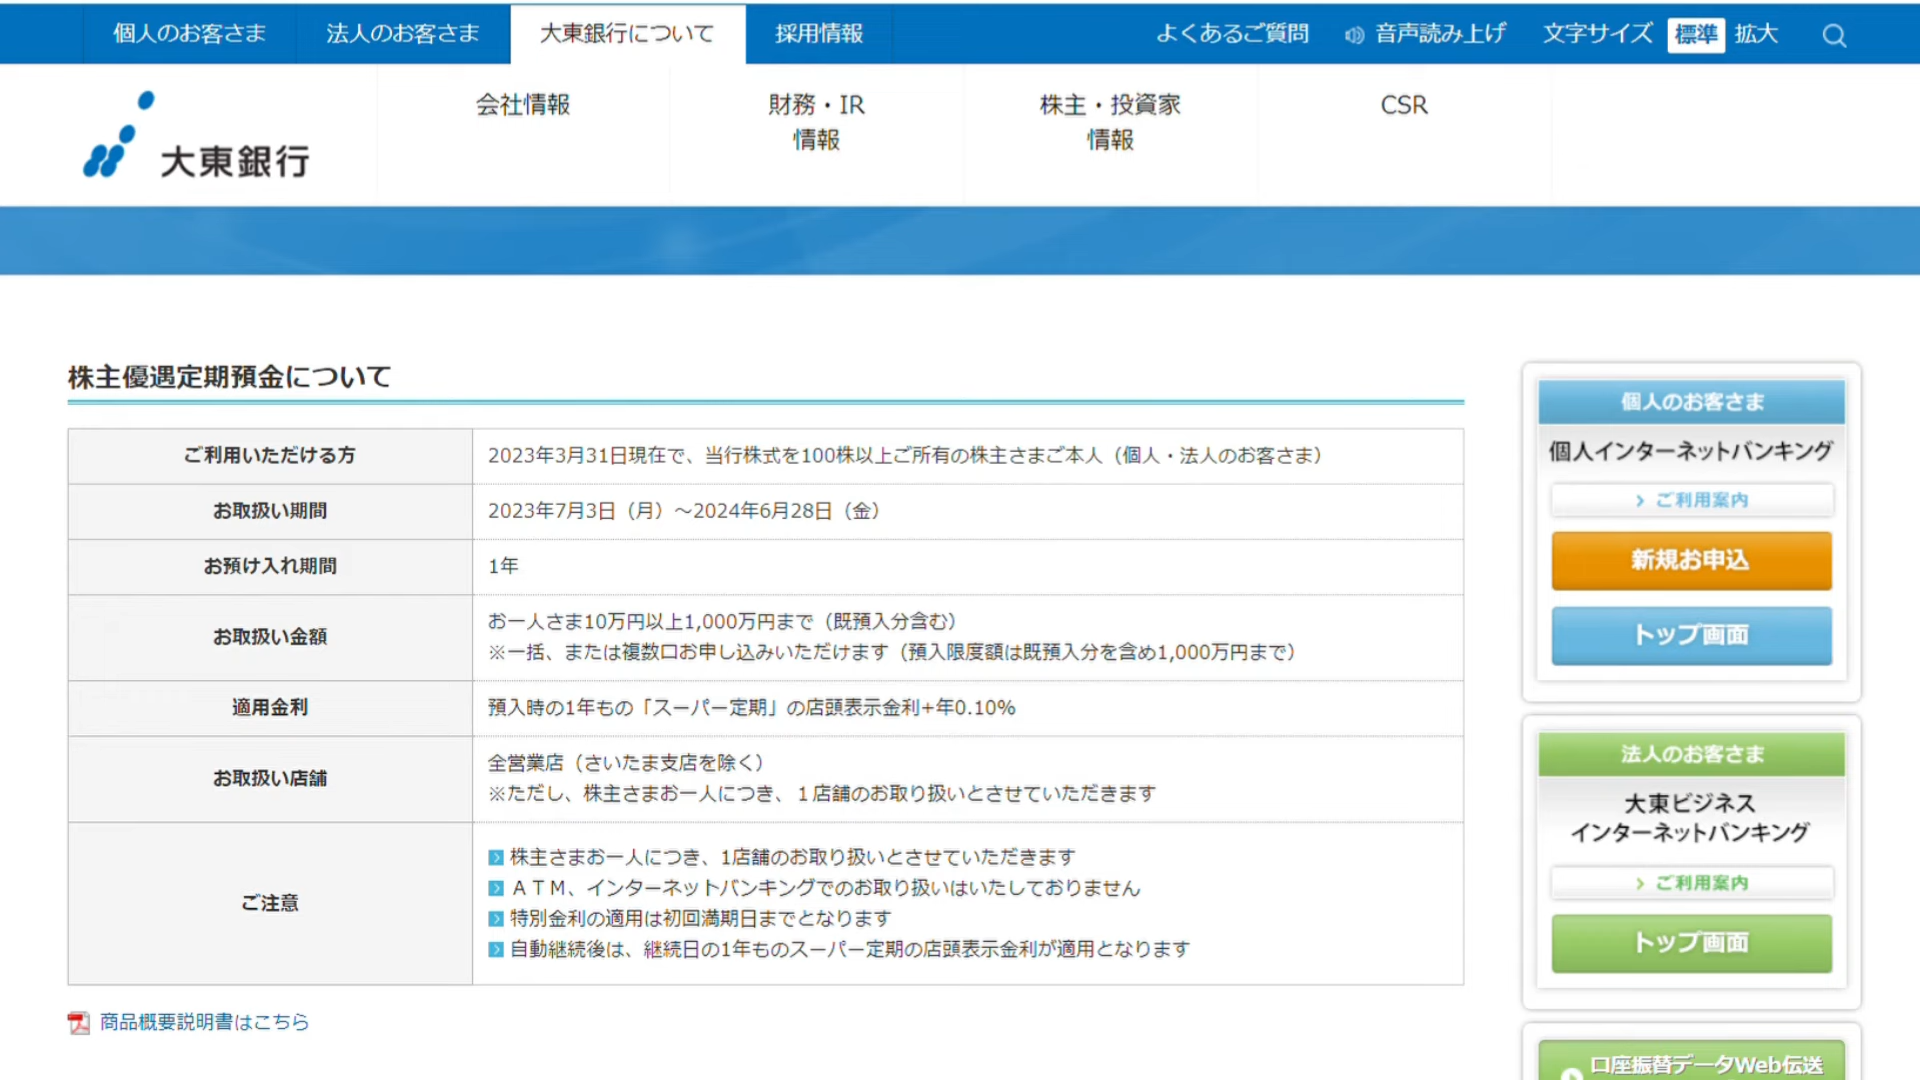 個人のお客さま
法人のお客さま
大東銀行について
採用情報
よくあるご質問
音声読み上げ
文字サイズ
標準
拡大
大東銀行
会社情報
財務・IR
情報
株主・投資家
情報
CSR
株主優遇定期預金について
ご利用いただける方
2023年3月31日現在で、当行株式を100株以上ご所有の株主さまご本人（個人・法人のお客さま）
お取扱い期間
2023年7月3日（月）～2024年6月28日（金）
お預け入れ期間
1年
お取扱い金額
お一人さま10万円以上1,000万円まで（既預入分含む）
※一括、または複数口お申し込みいただけます（預入限度額は既預入分を含め1,000万円まで）
適用金利
預入時の1年もの「スーパー定期」の店頭表示金利+年0.10%
お取扱い店舗
全営業店（さいたま支店を除く）
※ただし、株主さまお一人につき、１店舗のお取り扱いとさせていただきます
ご注意
株主さまお一人につき、1店舗のお取り扱いとさせていただきます
ＡＴＭ、インターネットバンキングでのお取り扱いはいたしておりません
特別金利の適用は初回満期日までとなります
自動継続後は、継続日の1年ものスーパー定期の店頭表示金利が適用となります
商品概要説明書はこちら
個人のお客さま
個人インターネットバンキング
ご利用案内
新規お申込
トップ画面
法人のお客さま
大東ビジネス
インターネットバンキング
ご利用案内
トップ画面
口座振替データWeb伝送